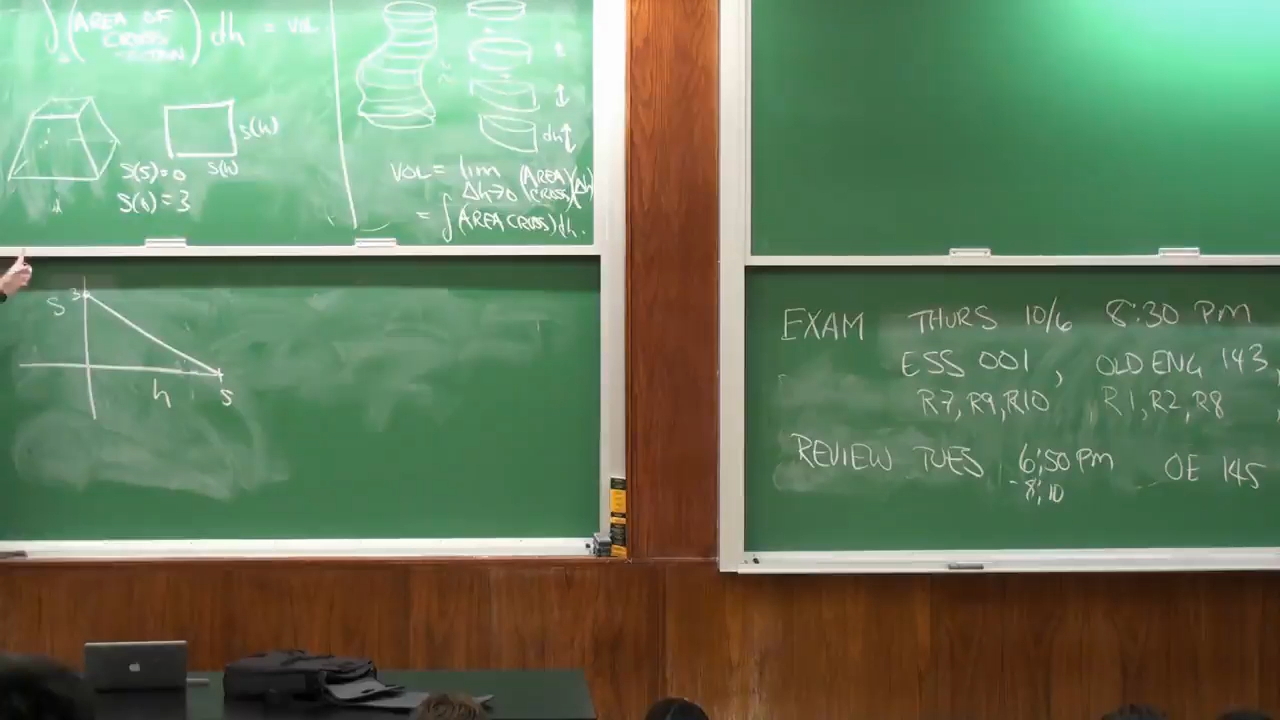 ∫ (AREA OF CROSS SECTION) dh = VOL
S(h)
S(h)
S(5)=0
S(0)=3
dh
VOL = lim Δh→0 (AREA CROSS)(Δh)
= ∫(AREA CROSS) dh.
S 3
h 5
EXAM THURS 10/6 8:30 PM
ESS 001, OLD ENG 143,
R7, R9, R10, R1, R2, R8
REVIEW TUES 6:50 PM OE 145
-8:10